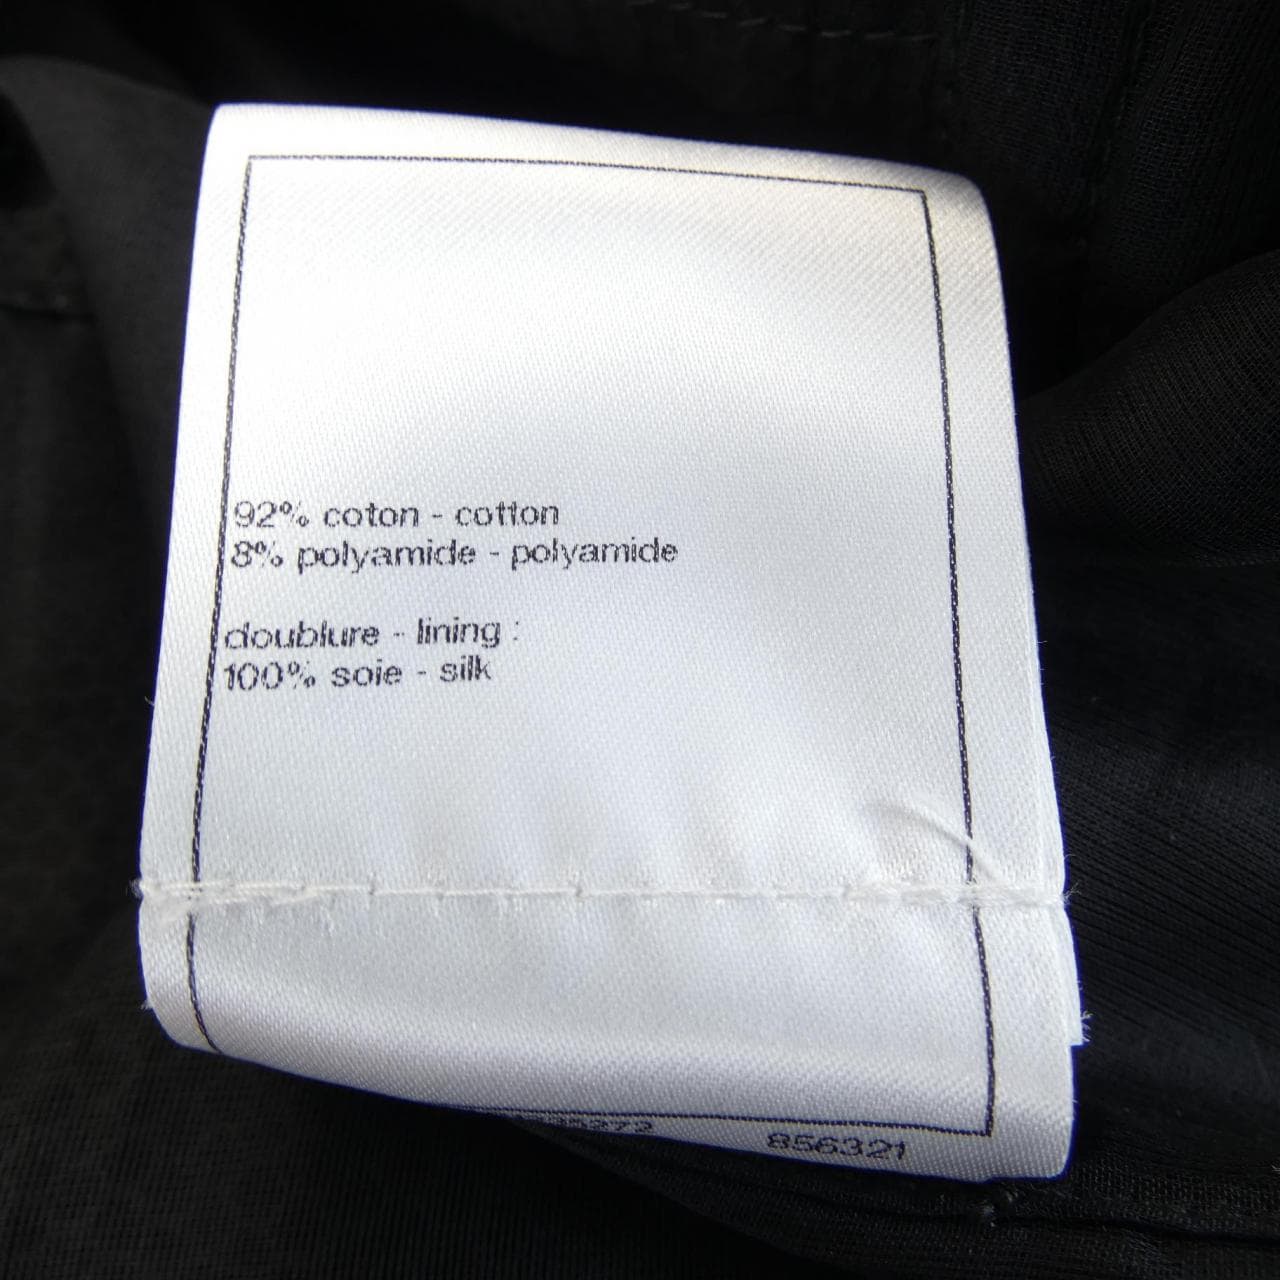 92% coton - cotton
8% polyamide - polyamide
doublure - lining :
100% soie - silk
856321